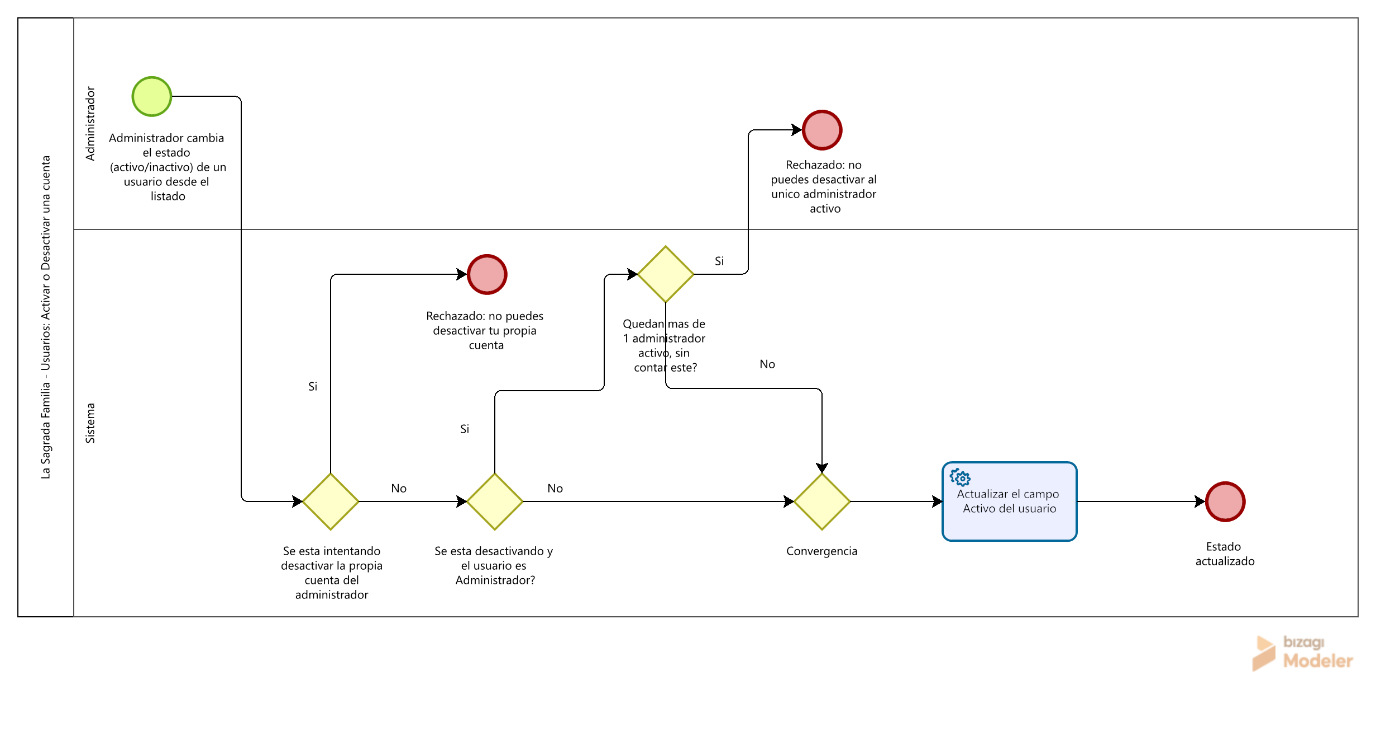 La Sagrada Familia - Usuarios: Activar o Desactivar una cuenta
Administrador
Administrador cambia
el estado
(activo/inactivo) de un
usuario desde el
listado
Rechazado: no
puedes desactivar al
unico administrador
activo
Sistema
Rechazado: no puedes
desactivar tu propia
cuenta
Si
Quedan mas de
1 administrador
activo, sin
contar este?
No
Si
Si
No
No
Se esta intentando
desactivar la propia
cuenta del
administrador
Se esta desactivando y
el usuario es
Administrador?
Convergencia
Actualizar el campo
Activo del usuario
Estado
actualizado
bizagi
Modeler